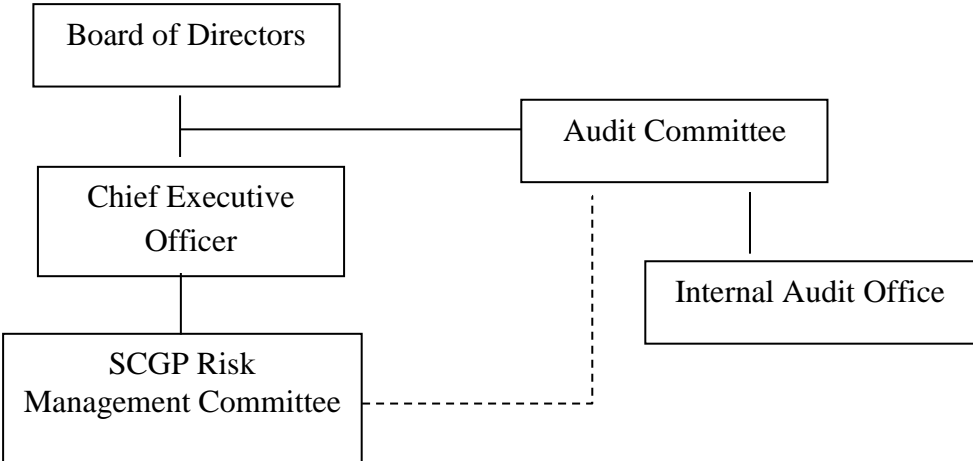 Board of Directors
Audit Committee
Chief Executive
Officer
Internal Audit Office
SCGP Risk
Management Committee